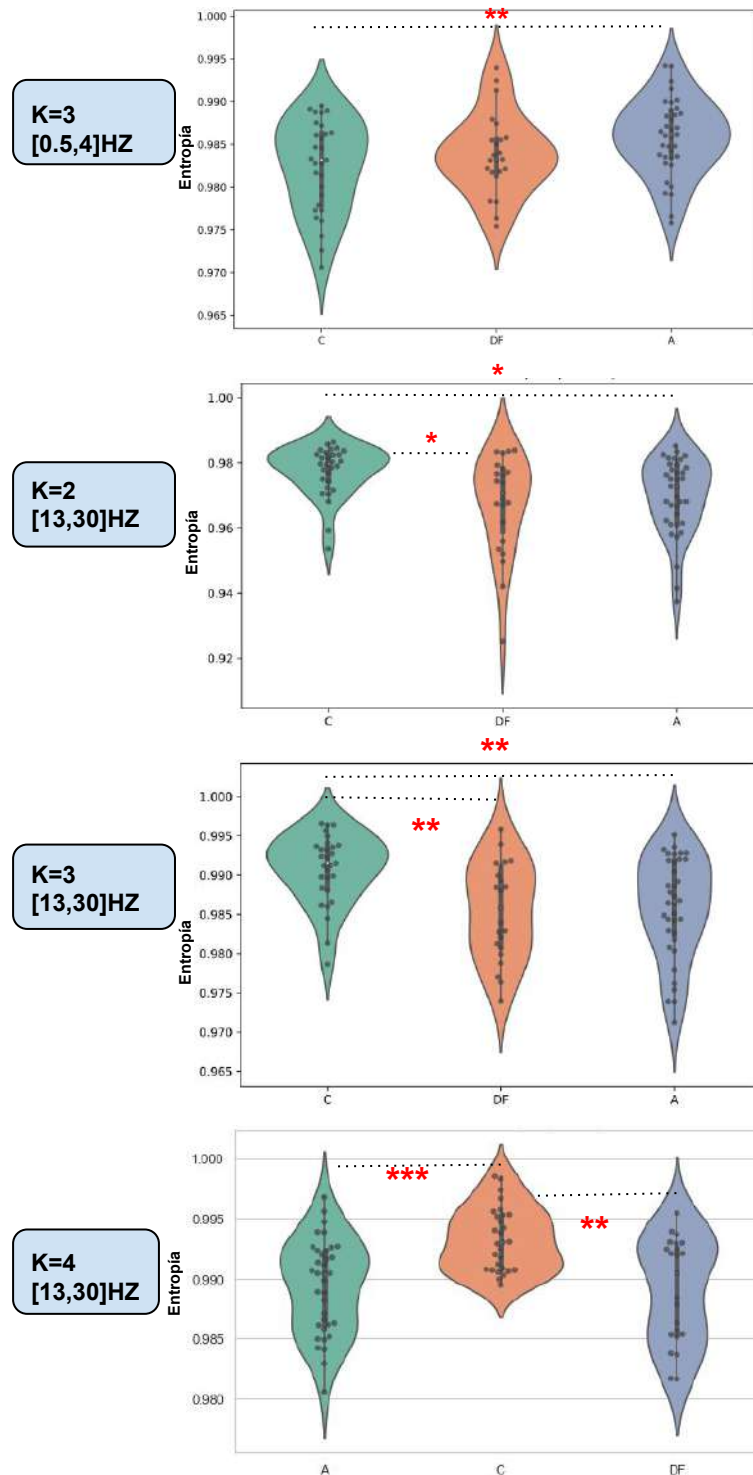 **
1.000
0.995
0.990
0.985
0.980
0.975
0.970
0.965
Entropía
K=3
[0.5,4]HZ
C DF A
*
*
1.00
0.98
0.96
0.94
0.92
Entropía
K=2
[13,30]HZ
C DF A
**
**
1.000
0.995
0.990
0.985
0.980
0.975
0.970
0.965
Entropía
K=3
[13,30]HZ
C DF A
***
**
1.000
0.995
0.990
0.985
0.980
Entropía
K=4
[13,30]HZ
A C DF